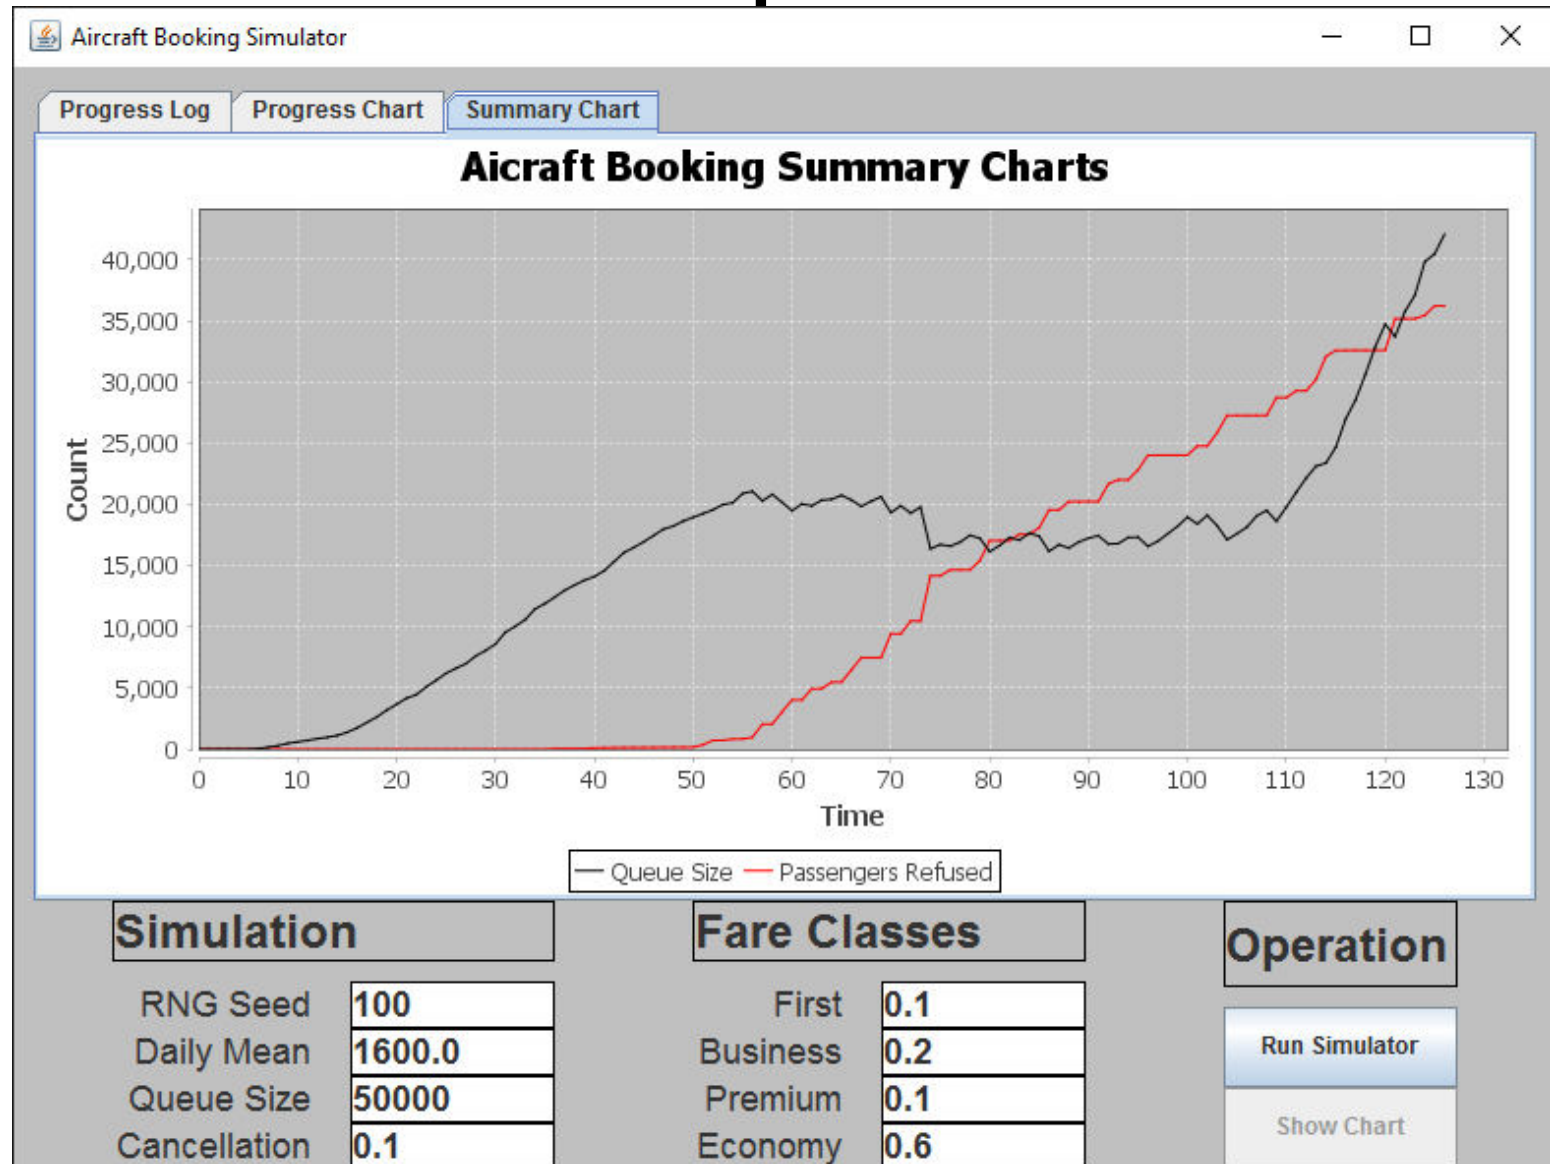 Aircraft Booking Simulator
Progress Log Progress Chart Summary Chart
Aicraft Booking Summary Charts
Count
40,000
35,000
30,000
25,000
20,000
15,000
10,000
5,000
0
0 10 20 30 40 50 60 70 80 90 100 110 120 130
Time
Queue Size Passengers Refused
Simulation
RNG Seed 100
Daily Mean 1600.0
Queue Size 50000
Cancellation 0.1
Fare Classes
First 0.1
Business 0.2
Premium 0.1
Economy 0.6
Operation
Run Simulator
Show Chart